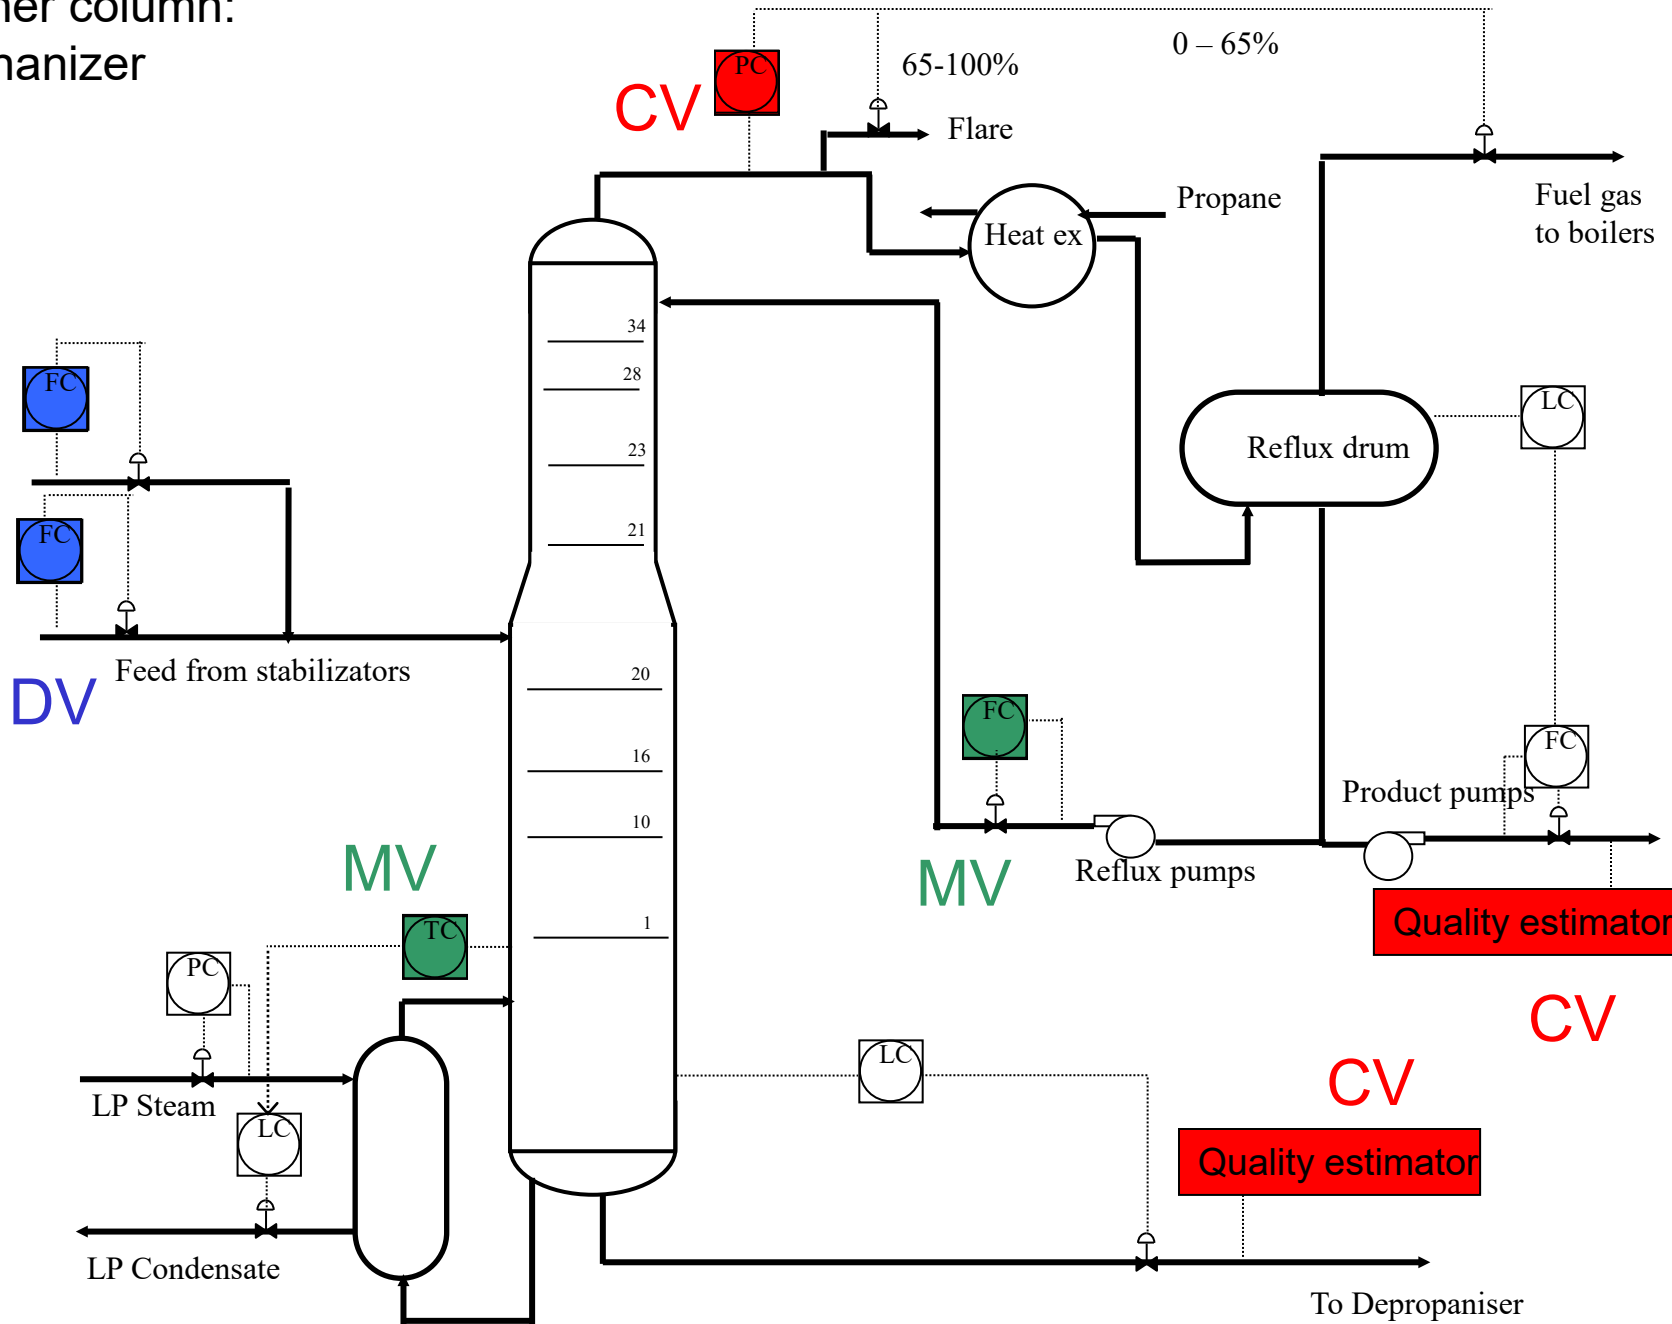 column:
PC
65-100%
0 – 65%
CV
Flare
Propane
Fuel gas
to boilers
Heat ex
34
28
23
21
FC
FC
LC
Reflux drum
Feed from stabilizators
DV
20
16
10
1
FC
FC
Product pumps
MV
MV
Reflux pumps
Quality estimator
TC
PC
CV
LC
CV
LP Steam
LC
Quality estimator
LP Condensate
To Depropaniser